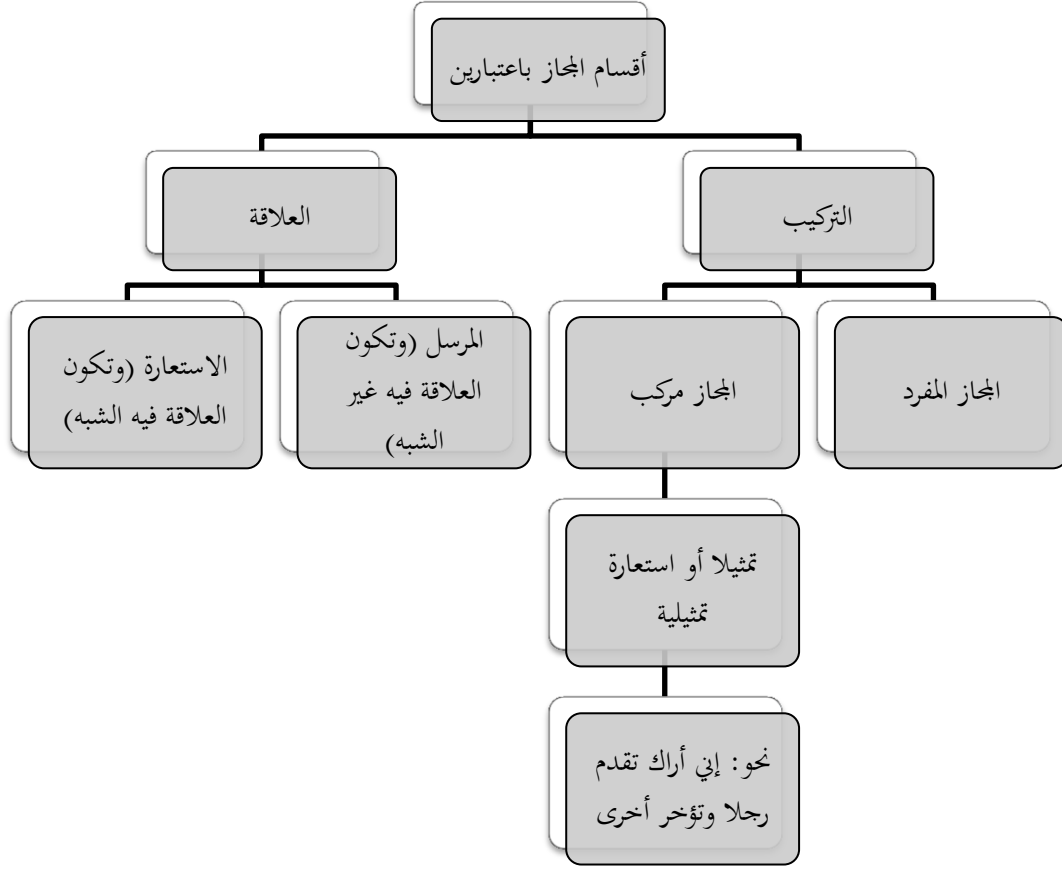 أقسام المجاز باعتبارين
التركيب
العلاقة
المجاز المفرد
المجاز مركب
المرسل (وتكون
العلاقة فيه غير
الشبه)
الاستعارة (وتكون
العلاقة فيه الشبه)
تمثيلا أو استعارة
تمثيلية
نحو: إني أراك تقدم
رجلا وتؤخر أخرى